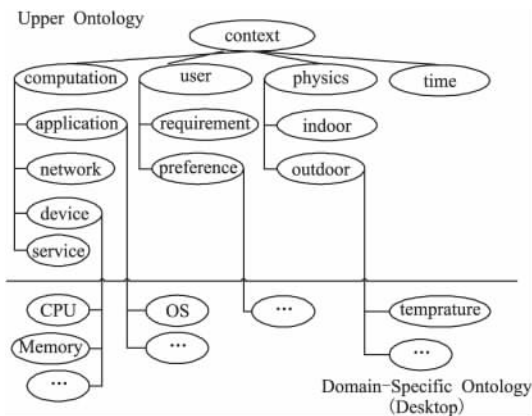 Upper Ontology
context
computation user physics time
application requirement indoor
network preference outdoor
device
service
CPU OS ... temprature
Memory ... ...
...
Domain-Specific Ontology
(Desktop)